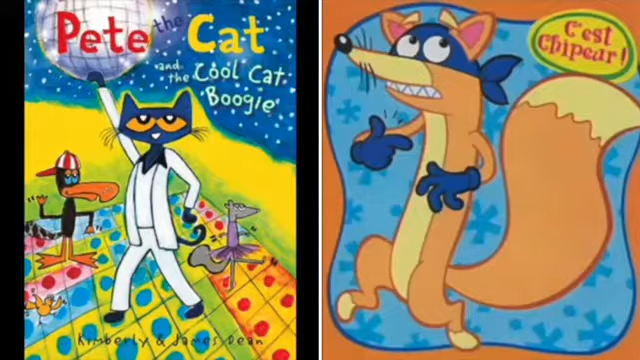 Pete the Cat
and the Cool Cat
Boogie
Kimberly & James Dean
C'est
Chipeur!